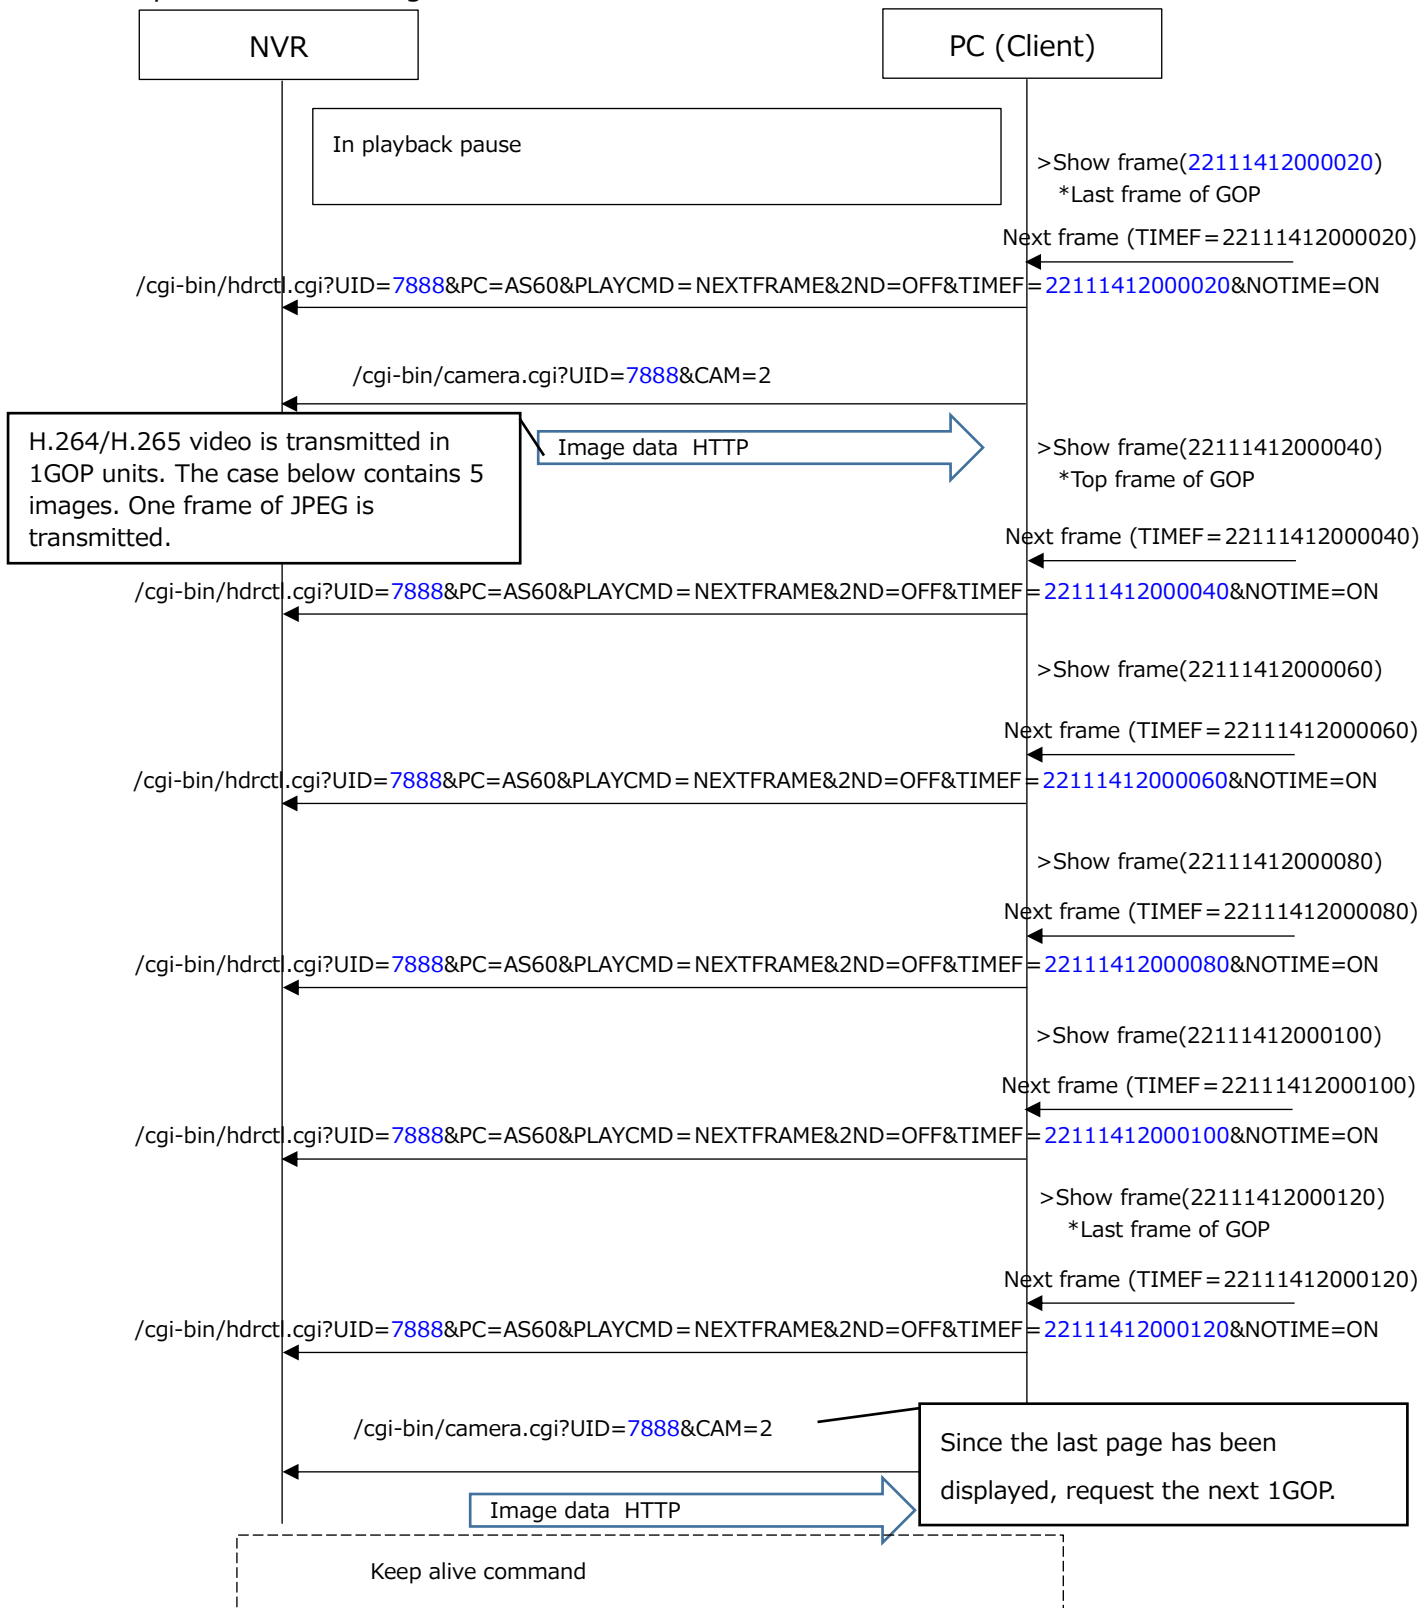 NVR
PC (Client)
In playback pause
>Show frame(22111412000020)
*Last frame of GOP
Next frame (TIMEF=22111412000020)
/cgi-bin/hdrctl.cgi?UID=7888&PC=AS60&PLAYCMD=NEXTFRAME&2ND=OFF&TIMEF=22111412000020&NOTIME=ON
/cgi-bin/camera.cgi?UID=7888&CAM=2
H.264/H.265 video is transmitted in
1GOP units. The case below contains 5
images. One frame of JPEG is
transmitted.
Image data  HTTP
>Show frame(22111412000040)
*Top frame of GOP
Next frame (TIMEF=22111412000040)
/cgi-bin/hdrctl.cgi?UID=7888&PC=AS60&PLAYCMD=NEXTFRAME&2ND=OFF&TIMEF=22111412000040&NOTIME=ON
>Show frame(22111412000060)
Next frame (TIMEF=22111412000060)
/cgi-bin/hdrctl.cgi?UID=7888&PC=AS60&PLAYCMD=NEXTFRAME&2ND=OFF&TIMEF=22111412000060&NOTIME=ON
>Show frame(22111412000080)
Next frame (TIMEF=22111412000080)
/cgi-bin/hdrctl.cgi?UID=7888&PC=AS60&PLAYCMD=NEXTFRAME&2ND=OFF&TIMEF=22111412000080&NOTIME=ON
>Show frame(22111412000100)
Next frame (TIMEF=22111412000100)
/cgi-bin/hdrctl.cgi?UID=7888&PC=AS60&PLAYCMD=NEXTFRAME&2ND=OFF&TIMEF=22111412000100&NOTIME=ON
>Show frame(22111412000120)
*Last frame of GOP
Next frame (TIMEF=22111412000120)
/cgi-bin/hdrctl.cgi?UID=7888&PC=AS60&PLAYCMD=NEXTFRAME&2ND=OFF&TIMEF=22111412000120&NOTIME=ON
/cgi-bin/camera.cgi?UID=7888&CAM=2
Since the last page has been
displayed, request the next 1GOP.
Image data  HTTP
Keep alive command